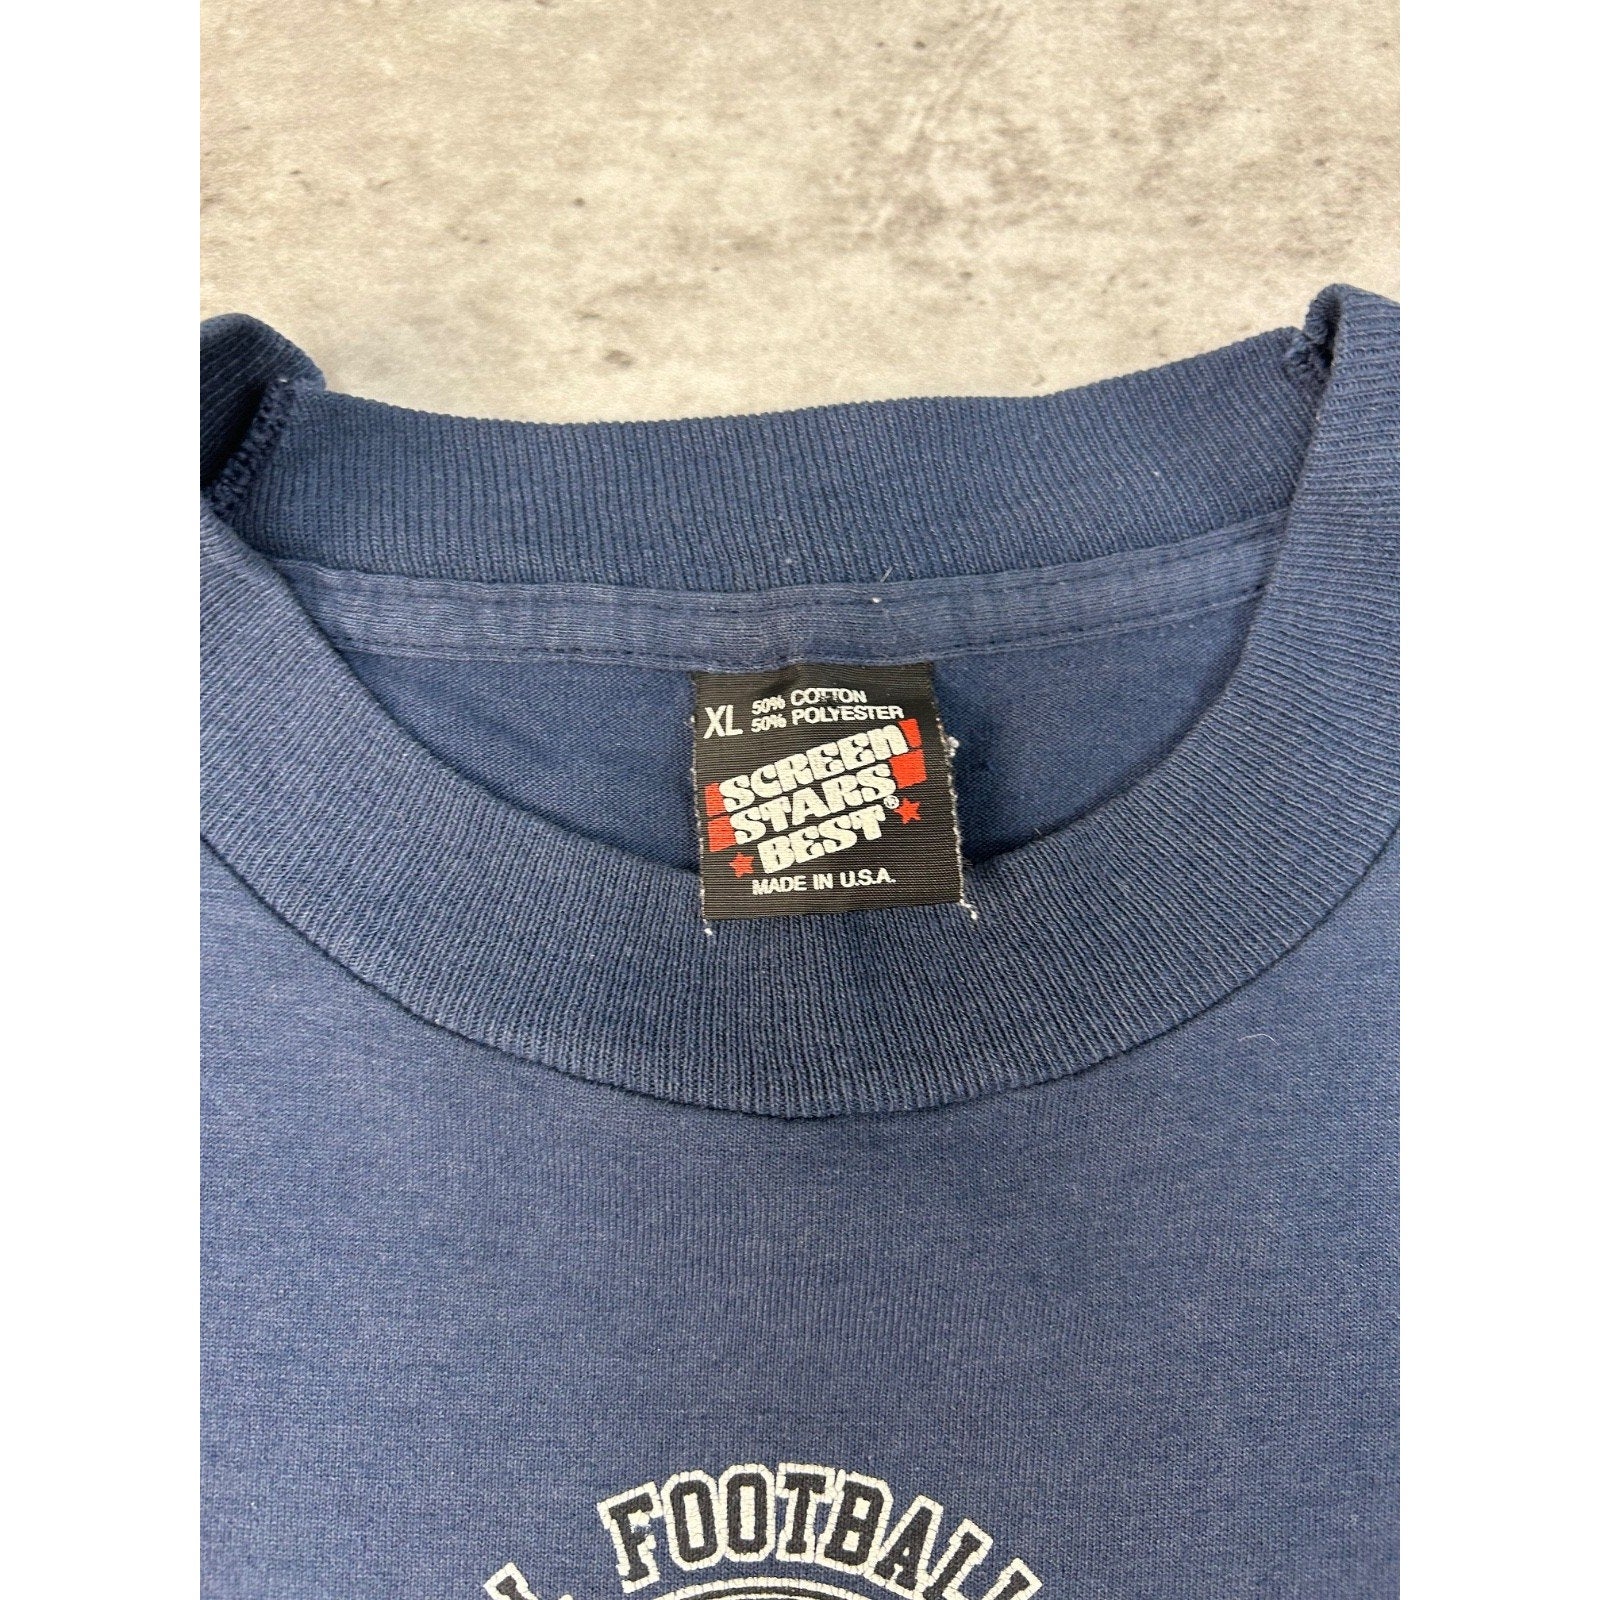 XL 50% COTTON
50% POLYESTER
SCREEN
STARS
BEST®
MADE IN U.S.A.
FOOTBALL